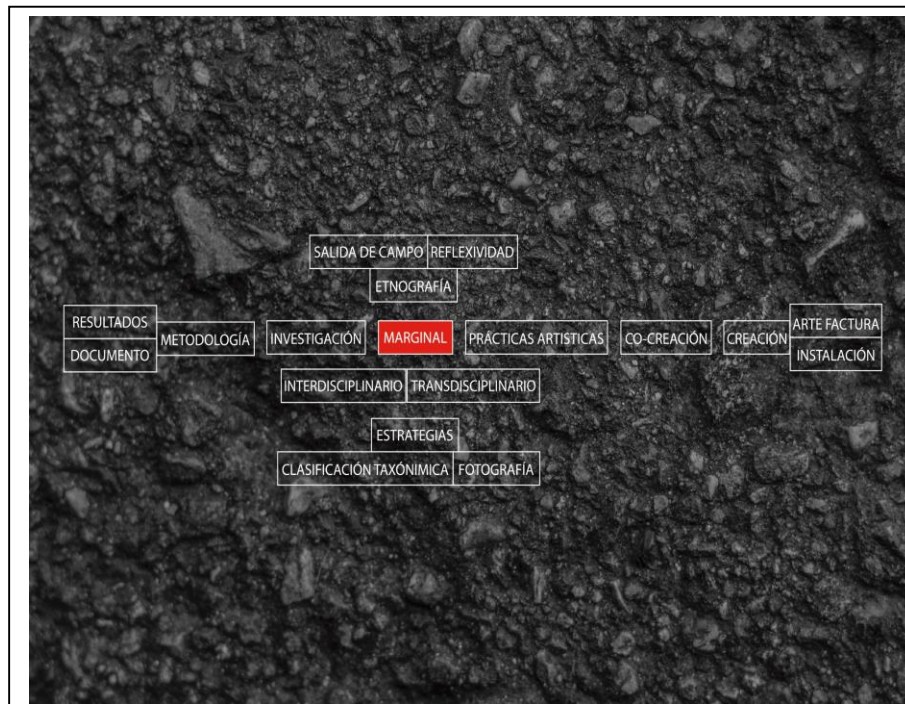 SALIDA DE CAMPO REFLEXIVIDAD
ETNOGRAFÍA
RESULTADOS
DOCUMENTO
METODOLOGÍA INVESTIGACIÓN MARGINAL PRÁCTICAS ARTISTICAS CO-CREACIÓN CREACIÓN
ARTE FACTURA
INSTALACIÓN
INTERDISCIPLINARIO TRANSDISCIPLINARIO
ESTRATEGIAS
CLASIFICACIÓN TAXÓNIMICA FOTOGRAFÍA